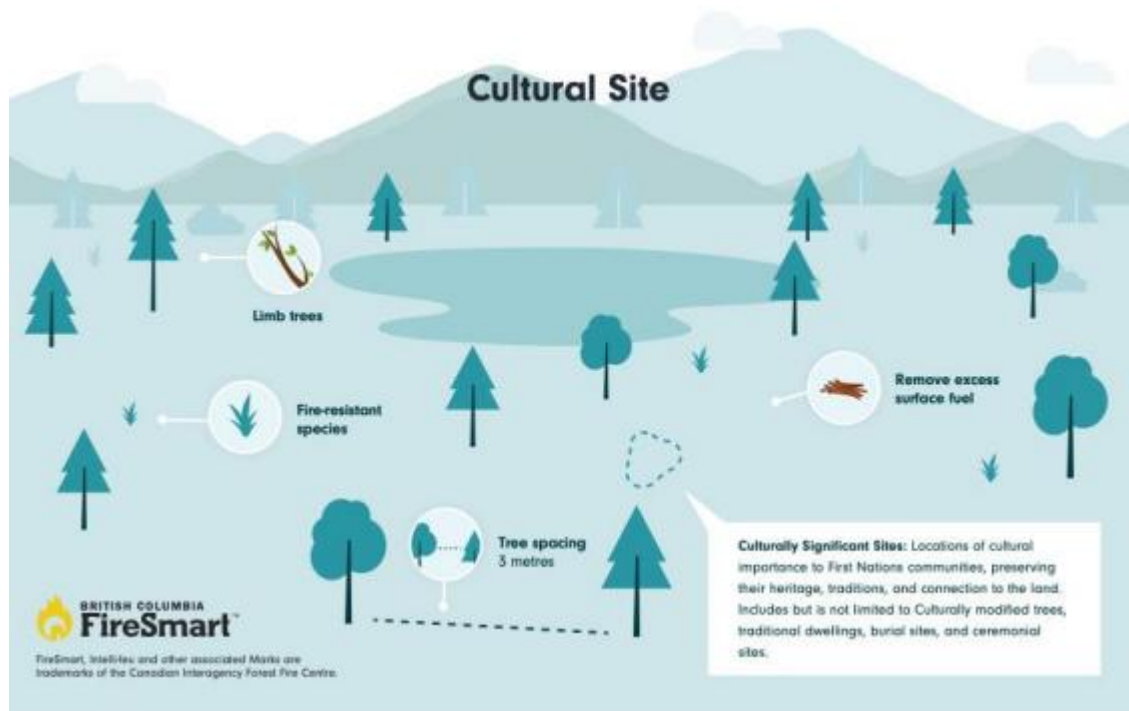 Cultural Site
Limb trees
Fire-resistant
species
Remove excess
surface fuel
Tree spacing
3 metres
Culturally Significant Sites: Locations of cultural
importance to First Nations communities, preserving
their heritage, traditions, and connection to the land.
Includes but is not limited to Culturally modified trees,
traditional dwellings, burial sites, and ceremonial
sites.
BRITISH COLUMBIA
FireSmart™
FireSmart, Intelli-feu and other associated Marks are
trademarks of the Canadian Interagency Forest Fire Centre.